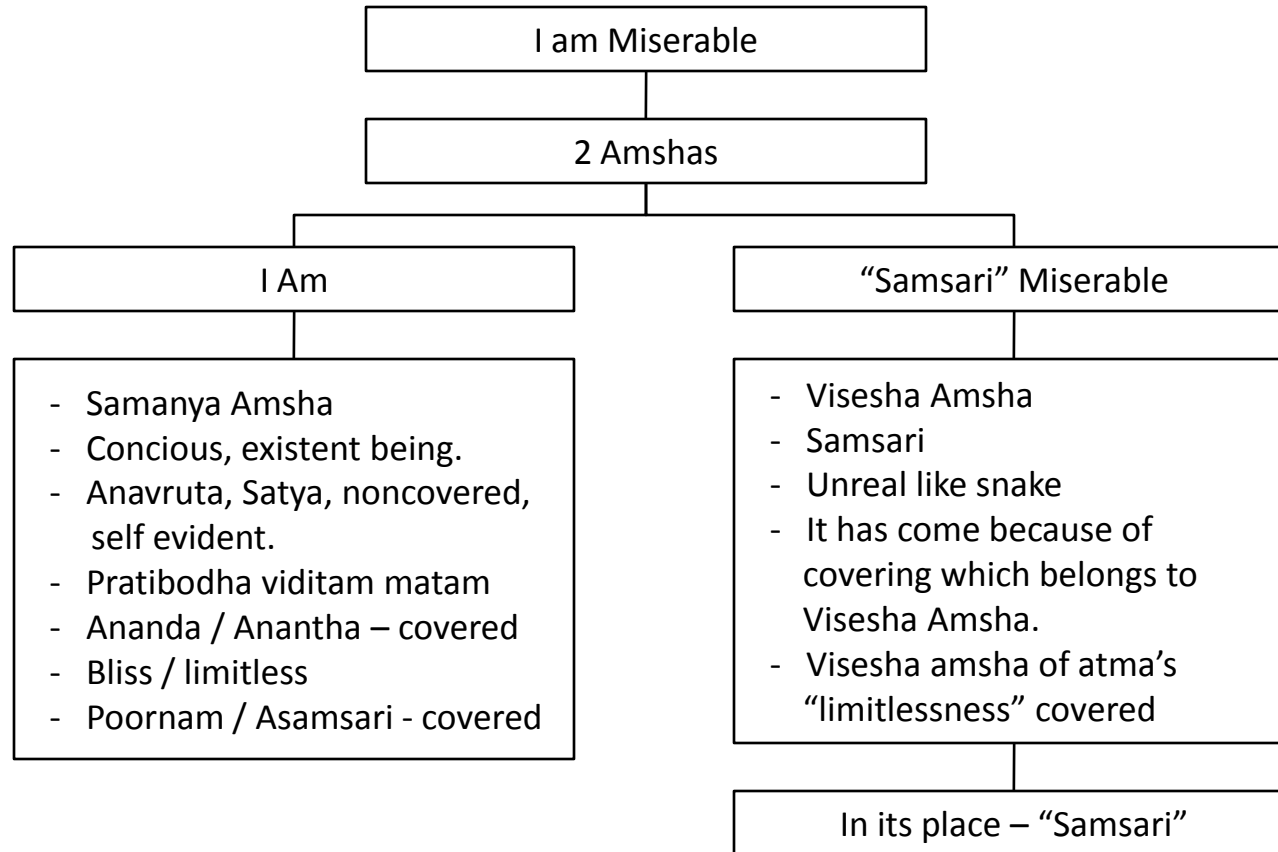 I am Miserable
2 Amshas
I Am
- Samanya Amsha
- Concious, existent being.
- Anavruta, Satya, noncovered,
self evident.
- Pratibodha viditam matam
- Ananda / Anantha – covered
- Bliss / limitless
- Poornam / Asamsari - covered
“Samsari” Miserable
- Visesha Amsha
- Samsari
- Unreal like snake
- It has come because of
covering which belongs to
Visesha Amsha.
- Visesha amsha of atma’s
“limitlessness” covered
In its place – “Samsari”